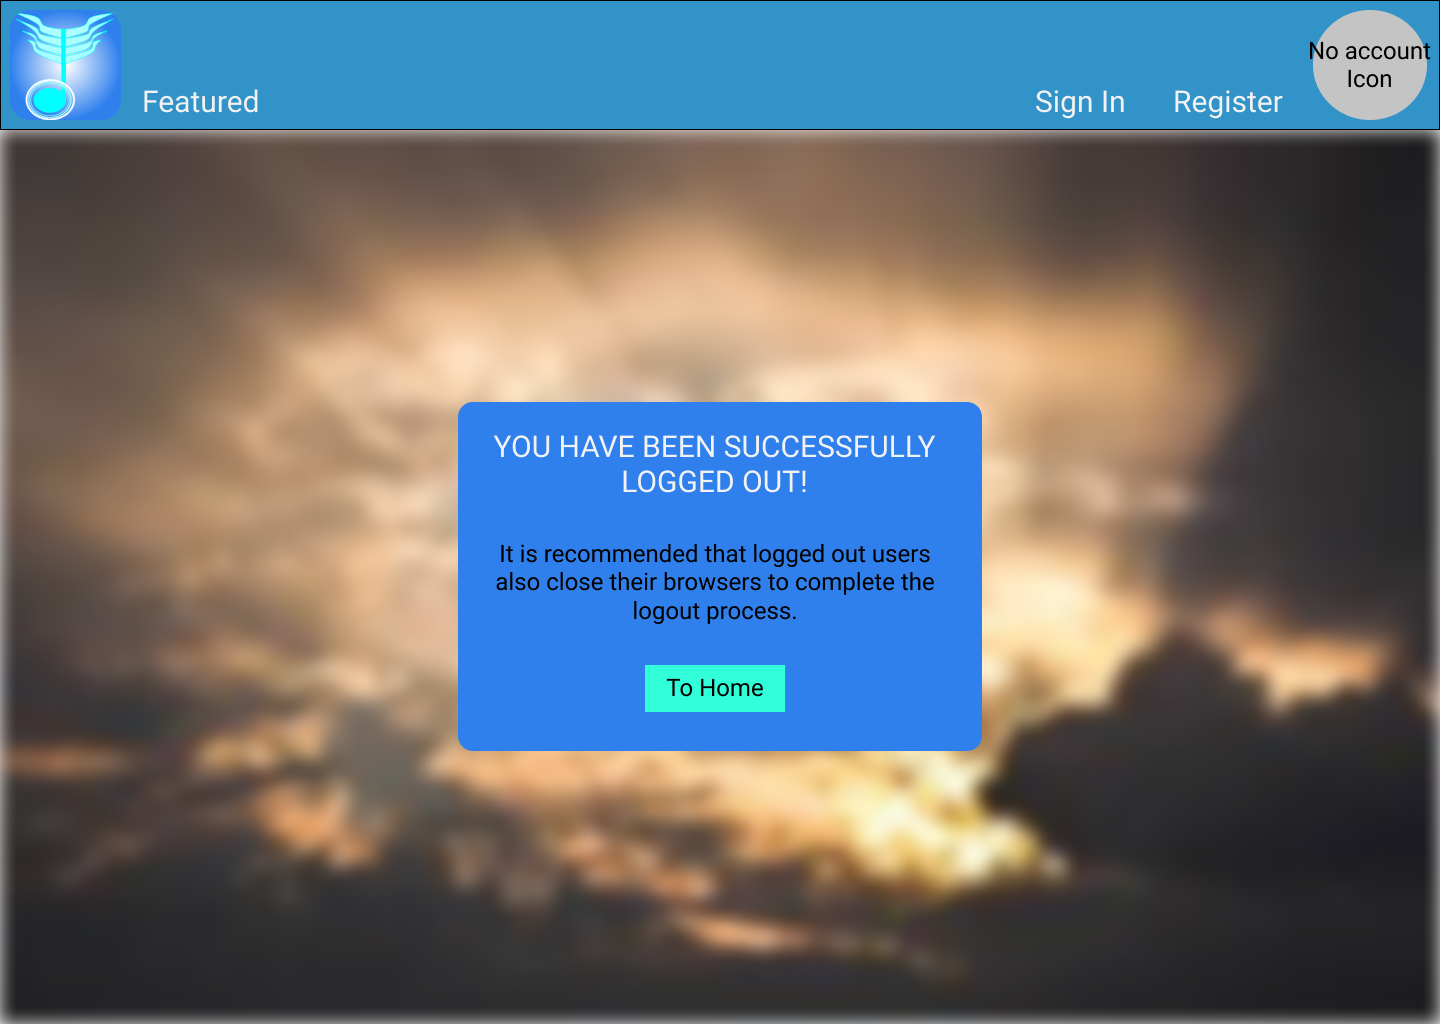 Featured
Sign In
Register
No account
Icon
YOU HAVE BEEN SUCCESSFULLY
LOGGED OUT!
It is recommended that logged out users
also close their browsers to complete the
logout process.
To Home